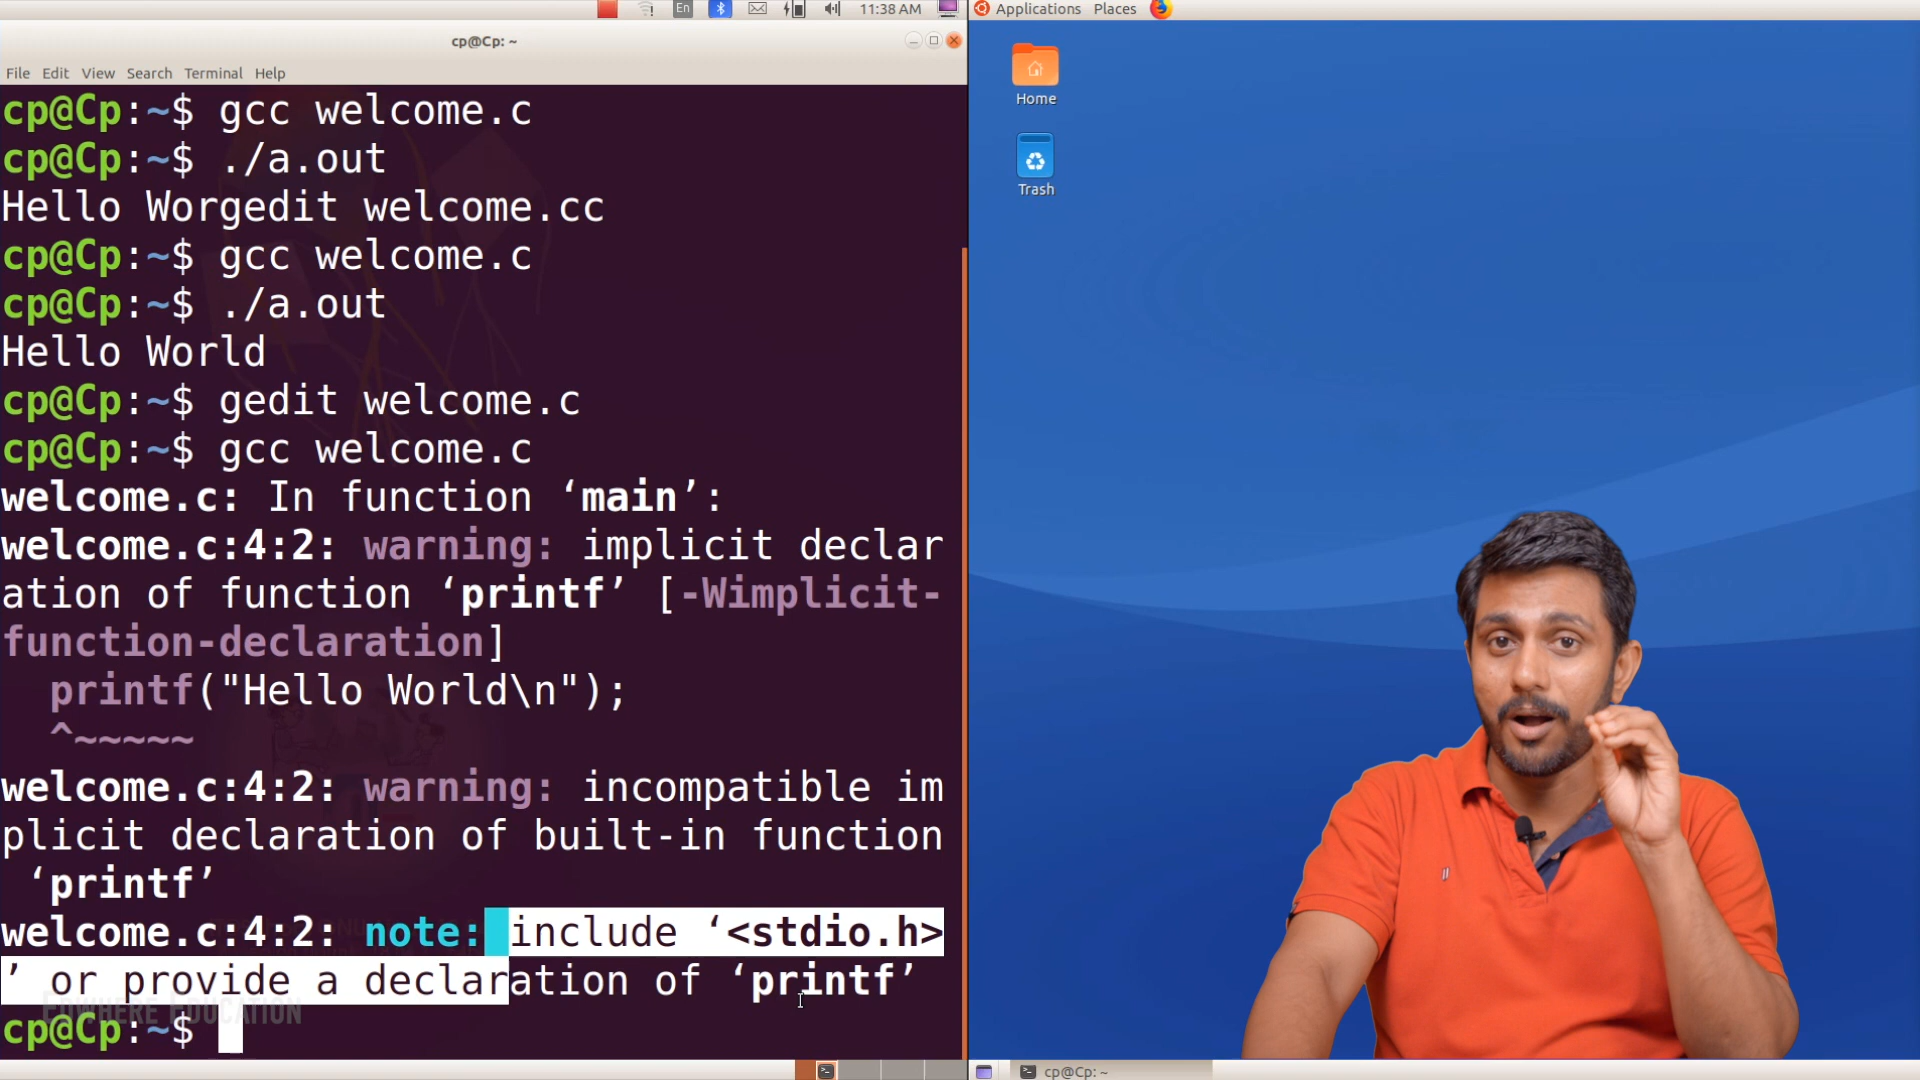 En
11:38 AM
Applications Places
cp@Cp: ~
File Edit View Search Terminal Help
cp@Cp:~$ gcc welcome.c
cp@Cp:~$ ./a.out
Hello Worgedit welcome.cc
cp@Cp:~$ gcc welcome.c
cp@Cp:~$ ./a.out
Hello World
cp@Cp:~$ gedit welcome.c
cp@Cp:~$ gcc welcome.c
welcome.c: In function ‘main’:
welcome.c:4:2: warning: implicit declar
ation of function ‘printf’ [-Wimplicit-
function-declaration]
printf("Hello World\n");
^~~~~~
welcome.c:4:2: warning: incompatible im
plicit declaration of built-in function
‘printf’
welcome.c:4:2: note: include ‘<stdio.h>
’ or provide a declaration of ‘printf’
Edwhere Education
cp@Cp:~$
Home
Trash
cp@Cp: ~